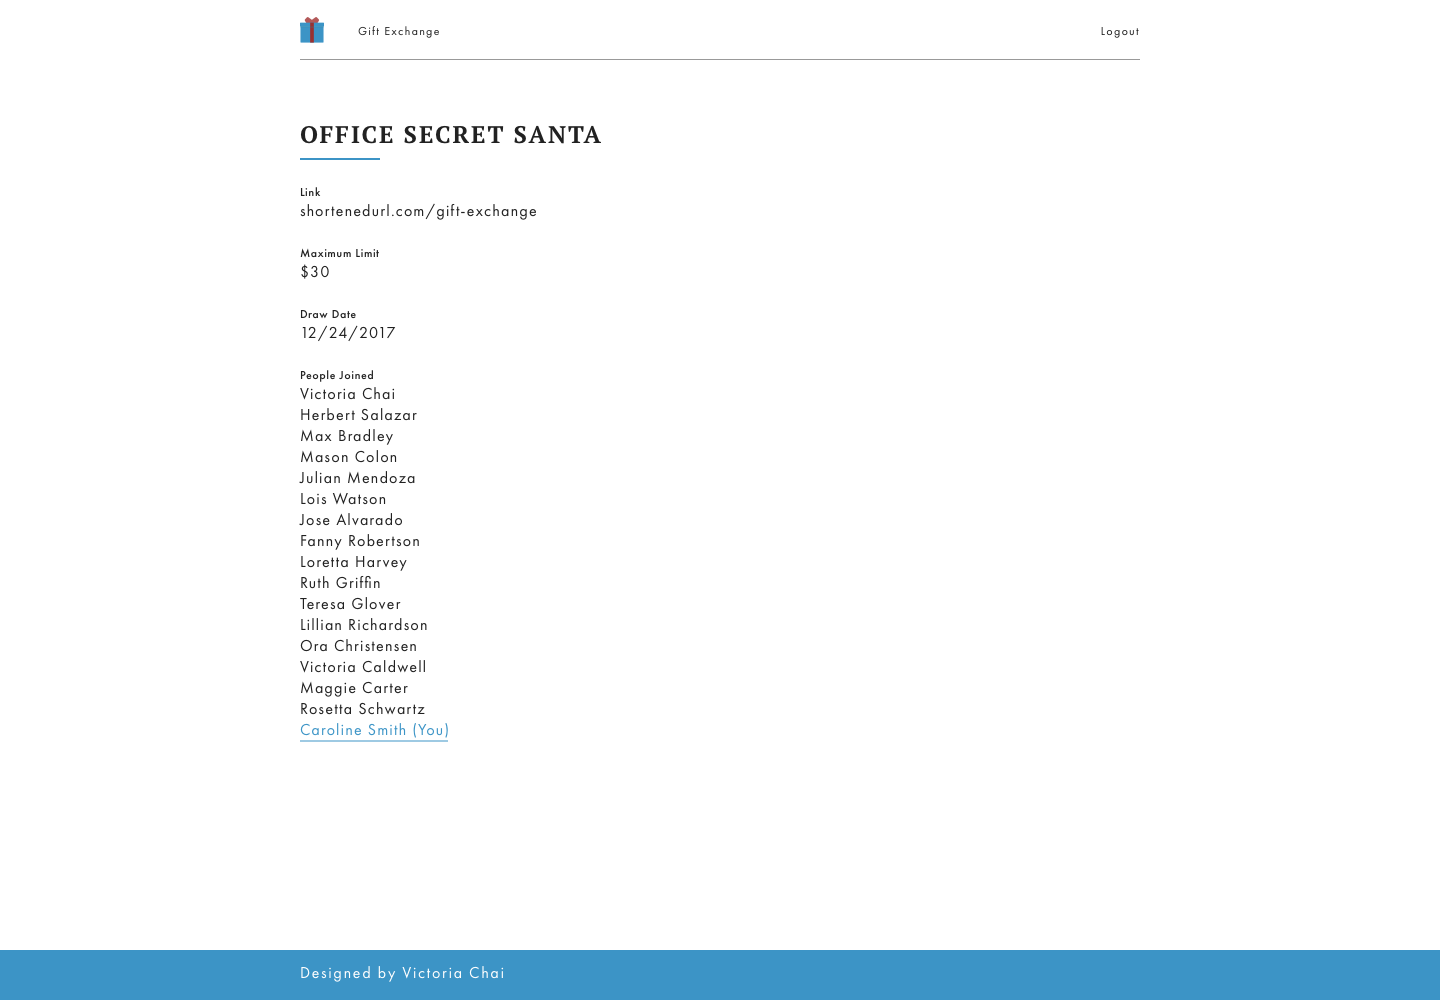 Gift Exchange
Logout
OFFICE SECRET SANTA
Link
shortenedurl.com/gift-exchange
Maximum Limit
$30
Draw Date
12/24/2017
People Joined
Victoria Chai
Herbert Salazar
Max Bradley
Mason Colon
Julian Mendoza
Lois Watson
Jose Alvarado
Fanny Robertson
Loretta Harvey
Ruth Griffin
Teresa Glover
Lillian Richardson
Ora Christensen
Victoria Caldwell
Maggie Carter
Rosetta Schwartz
Caroline Smith (You)
Designed by Victoria Chai